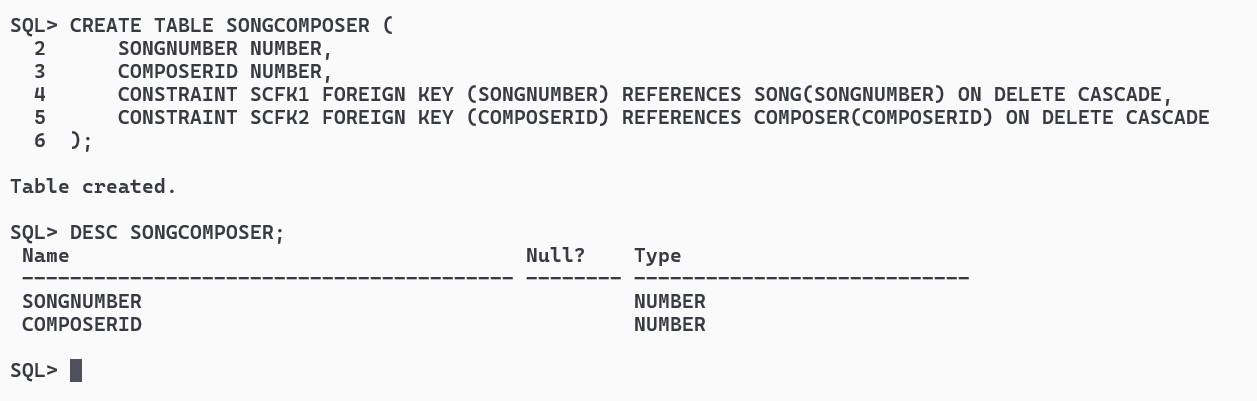 SQL> CREATE TABLE SONGCOMPOSER (
  2      SONGNUMBER NUMBER,
  3      COMPOSERID NUMBER,
  4      CONSTRAINT SCFK1 FOREIGN KEY (SONGNUMBER) REFERENCES SONG(SONGNUMBER) ON DELETE CASCADE,
  5      CONSTRAINT SCFK2 FOREIGN KEY (COMPOSERID) REFERENCES COMPOSER(COMPOSERID) ON DELETE CASCADE
  6  );
Table created.
SQL> DESC SONGCOMPOSER;
 Name                                      Null?    Type
 ----------------------------------------- -------- ----------------------------
 SONGNUMBER                                         NUMBER
 COMPOSERID                                         NUMBER
SQL>